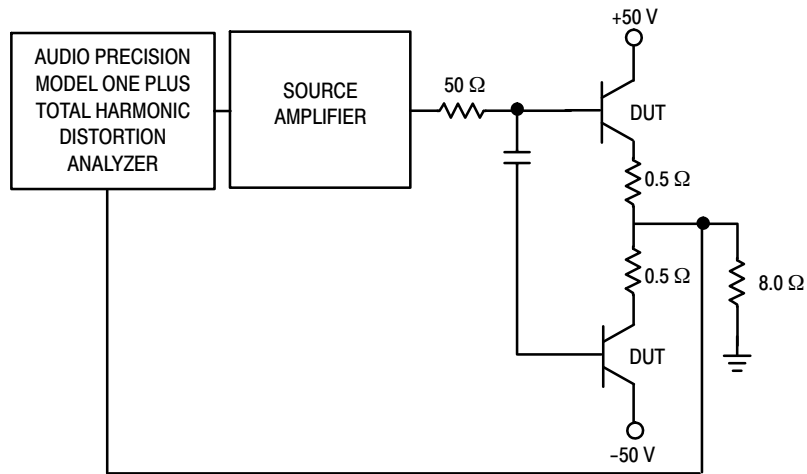 AUDIO PRECISION
MODEL ONE PLUS
TOTAL HARMONIC
DISTORTION
ANALYZER
SOURCE
AMPLIFIER
50 Ω
+50 V
DUT
0.5 Ω
0.5 Ω
8.0 Ω
DUT
−50 V